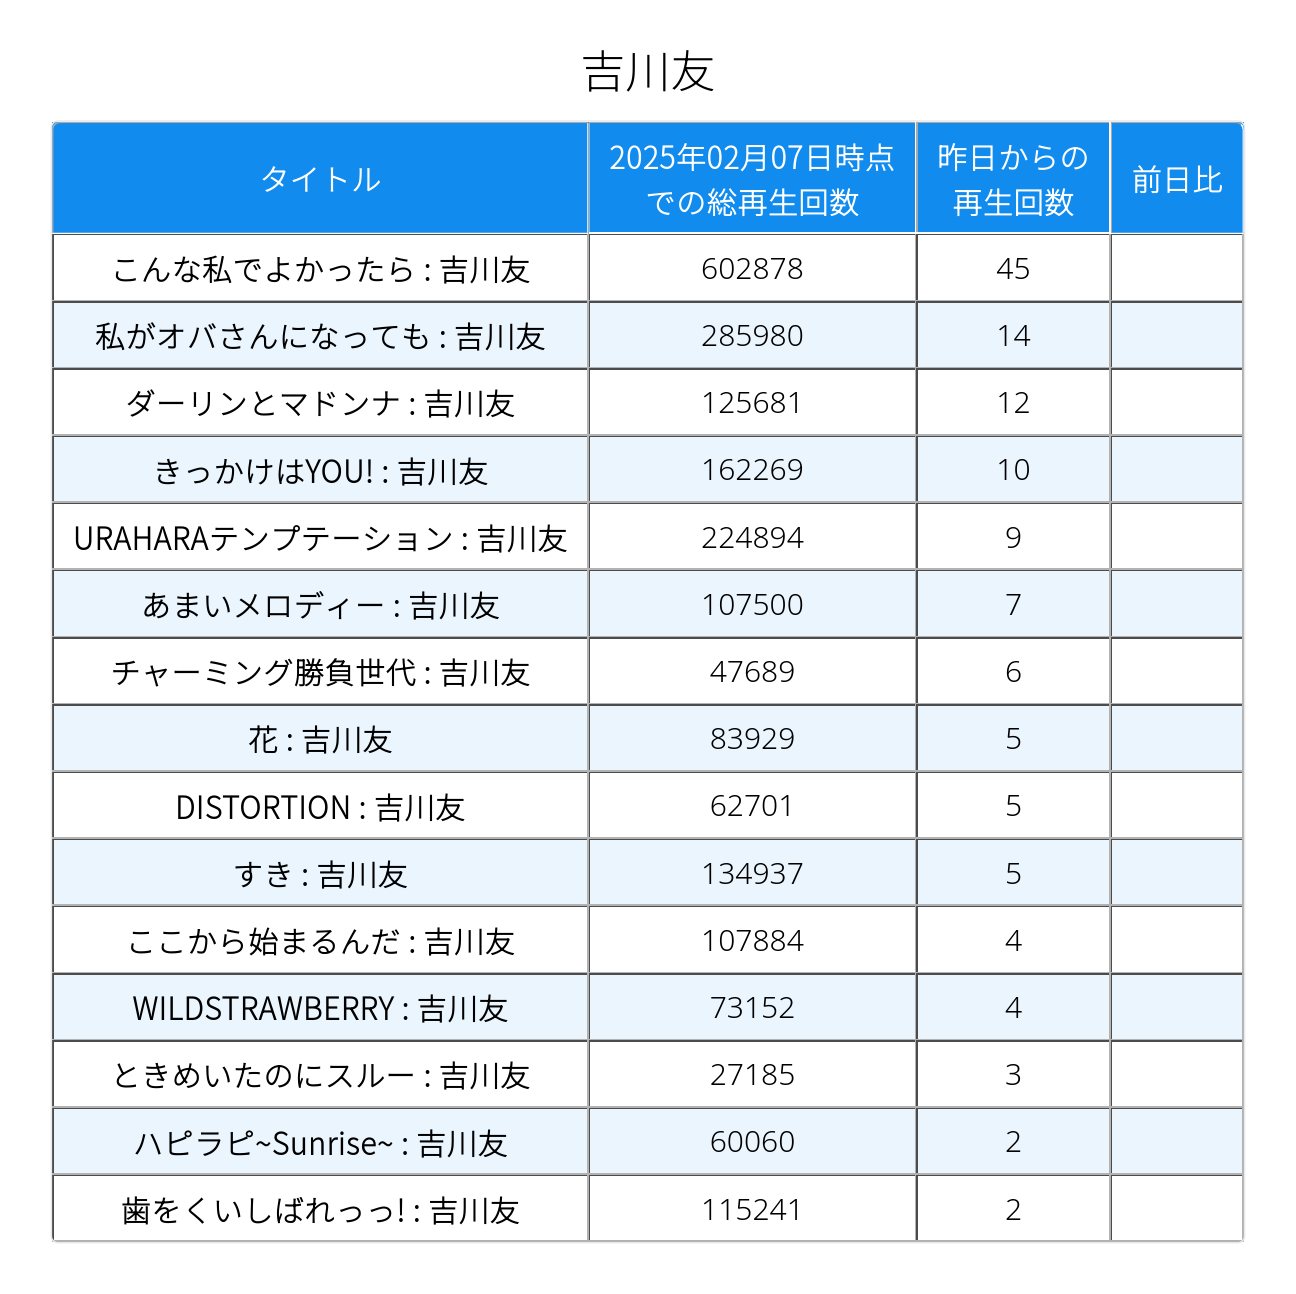 吉川友
タイトル
2025年02月07日時点
での総再生回数
昨日からの
再生回数
前日比
こんな私でよかったら : 吉川友 602878 45
私がオバさんになっても : 吉川友 285980 14
ダーリンとマドンナ : 吉川友 125681 12
きっかけはYOU! : 吉川友 162269 10
URAHARAテンプテーション : 吉川友 224894 9
あまいメロディー : 吉川友 107500 7
チャーミング勝負世代 : 吉川友 47689 6
花 : 吉川友 83929 5
DISTORTION : 吉川友 62701 5
すき : 吉川友 134937 5
ここから始まるんだ : 吉川友 107884 4
WILDSTRAWBERRY : 吉川友 73152 4
ときめいたのにスルー : 吉川友 27185 3
ハピラピ~Sunrise~ : 吉川友 60060 2
歯をくいしばれっっ! : 吉川友 115241 2